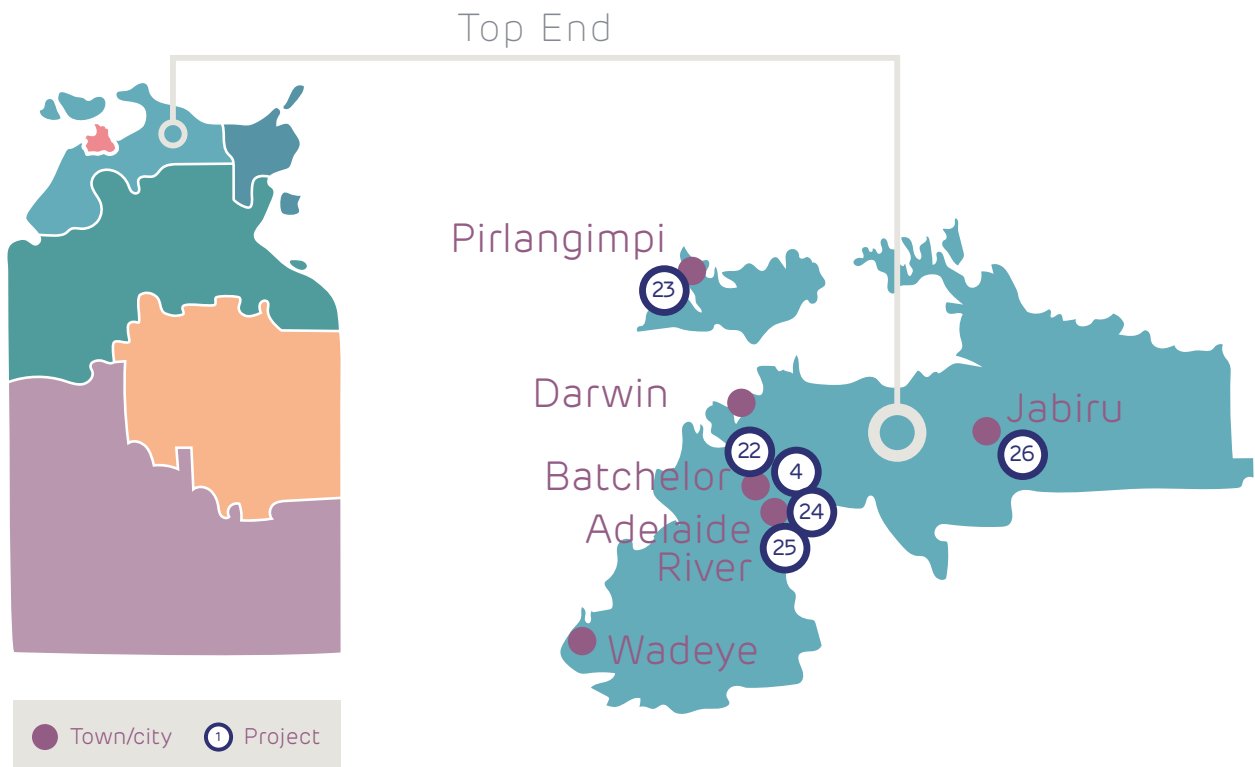 Top End
Pirlangimpi
23
Darwin
Jabiru
22
26
Batchelor
4
24
Adelaide
River
25
Wadeye
Town/city
1
Project